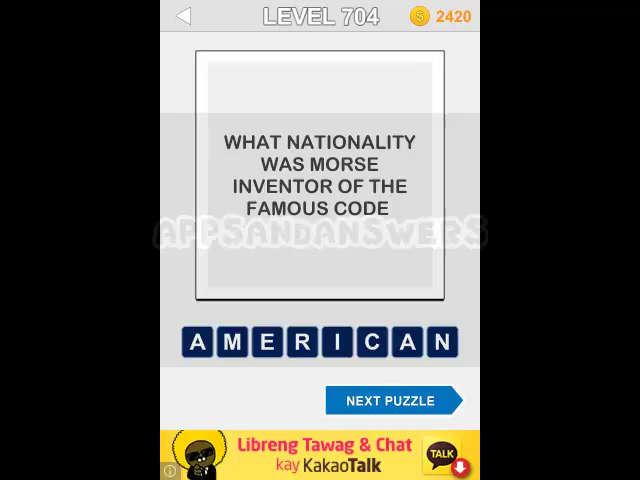 LEVEL 704
2420
WHAT NATIONALITY
WAS MORSE
INVENTOR OF THE
FAMOUS CODE
APPSANDANSWERS
AMERICAN
NEXT PUZZLE
Libreng Tawag & Chat
kay KakaoTalk
TALK